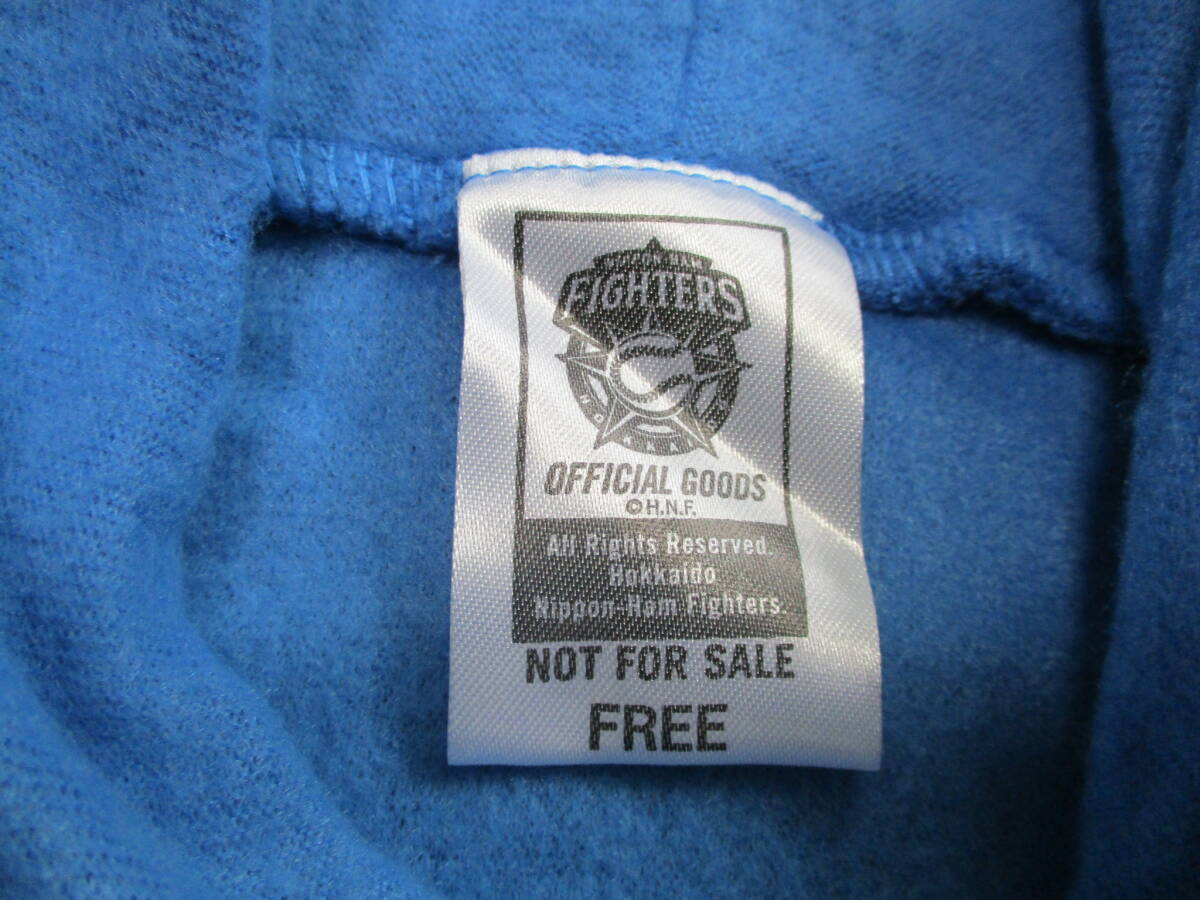 FIGHTERS
OFFICIAL GOODS
©H.N.F.
All Rights Reserved.
Hokkaido
Nippon-Ham Fighters.
NOT FOR SALE
FREE